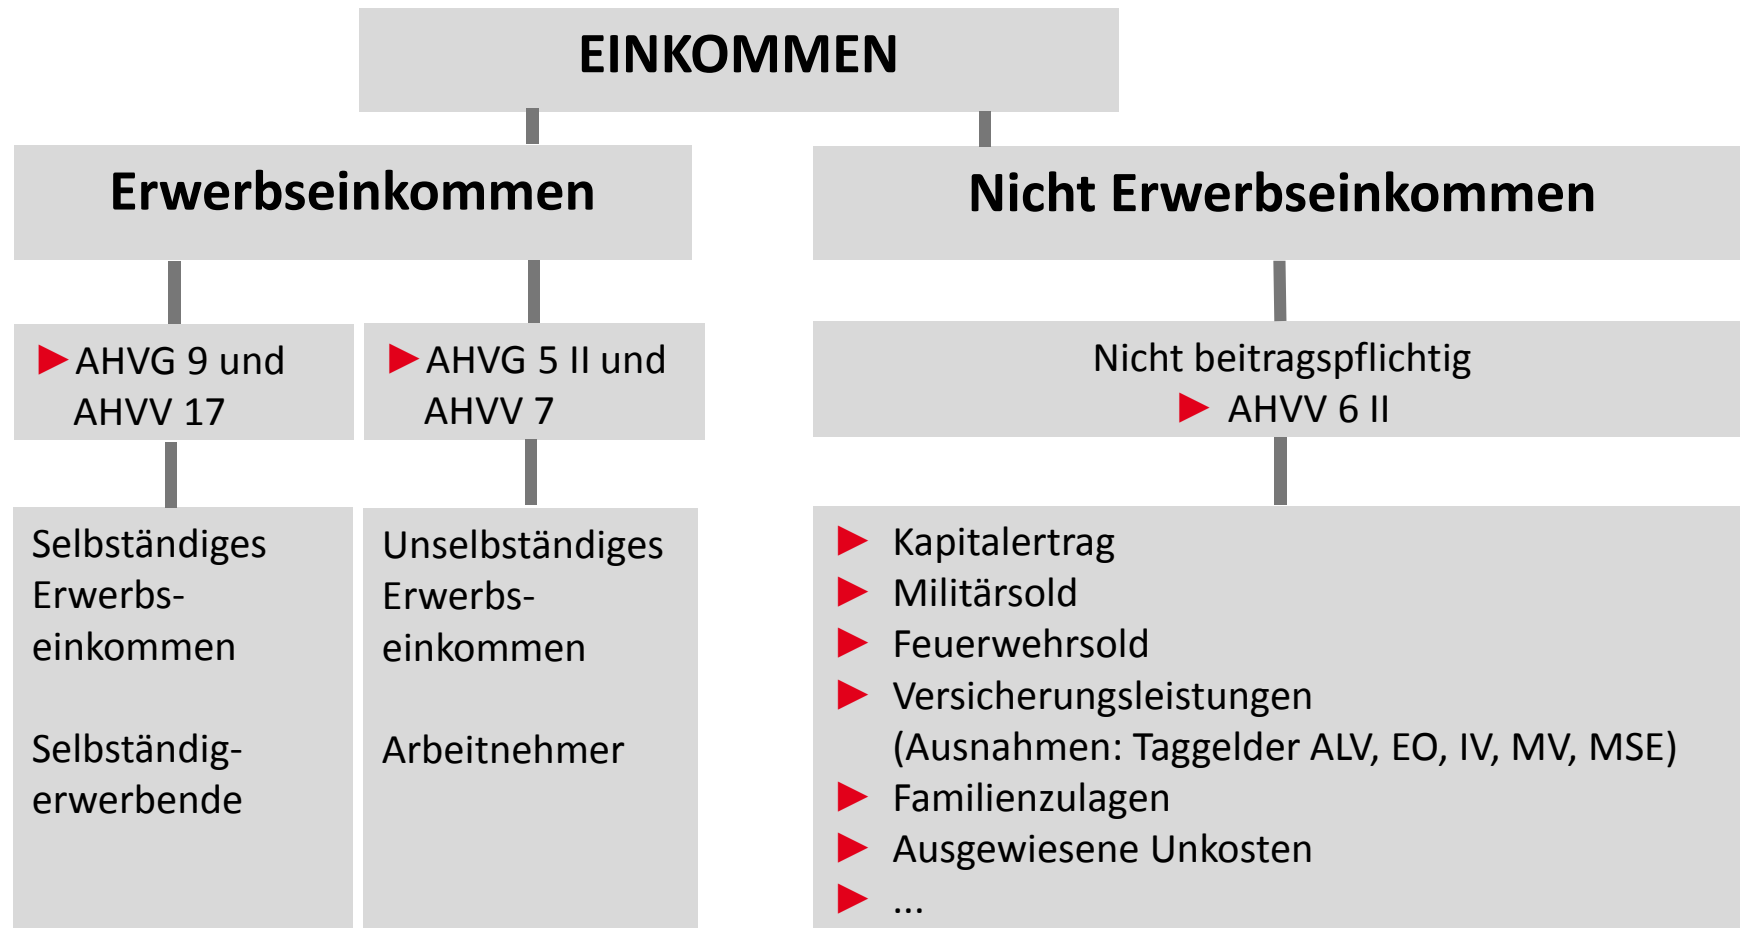 EINKOMMEN
Erwerbseinkommen
Nicht Erwerbseinkommen
►AHVG 9 und
AHVV 17
►AHVG 5 II und
AHVV 7
Nicht beitragspflichtig
► AHVV 6 II
Selbständiges
Erwerbs-
einkommen
Selbständig-
erwerbende
Unselbständiges
Erwerbs-
einkommen
Arbeitnehmer
► Kapitalertrag
► Militärsold
► Feuerwehrsold
► Versicherungsleistungen
(Ausnahmen: Taggelder ALV, EO, IV, MV, MSE)
► Familienzulagen
► Ausgewiesene Unkosten
► ...